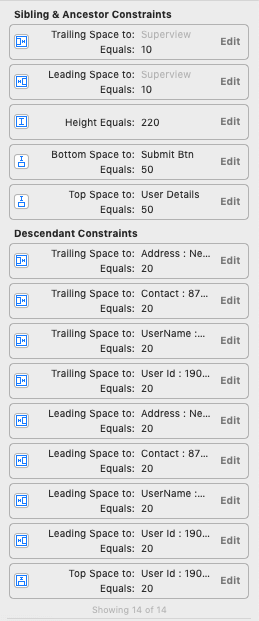 Sibling & Ancestor Constraints
Trailing Space to: Superview
Equals: 10
Edit
Leading Space to: Superview
Equals: 10
Edit
Height Equals: 220
Edit
Bottom Space to: Submit Btn
Equals: 50
Edit
Top Space to: User Details
Equals: 50
Edit
Descendant Constraints
Trailing Space to: Address : Ne...
Equals: 20
Edit
Trailing Space to: Contact : 87...
Equals: 20
Edit
Trailing Space to: UserName :...
Equals: 20
Edit
Trailing Space to: User Id : 190...
Equals: 20
Edit
Leading Space to: Address : Ne...
Equals: 20
Edit
Leading Space to: Contact : 87...
Equals: 20
Edit
Leading Space to: UserName :...
Equals: 20
Edit
Leading Space to: User Id : 190...
Equals: 20
Edit
Top Space to: User Id : 190...
Equals: 20
Edit
Showing 14 of 14